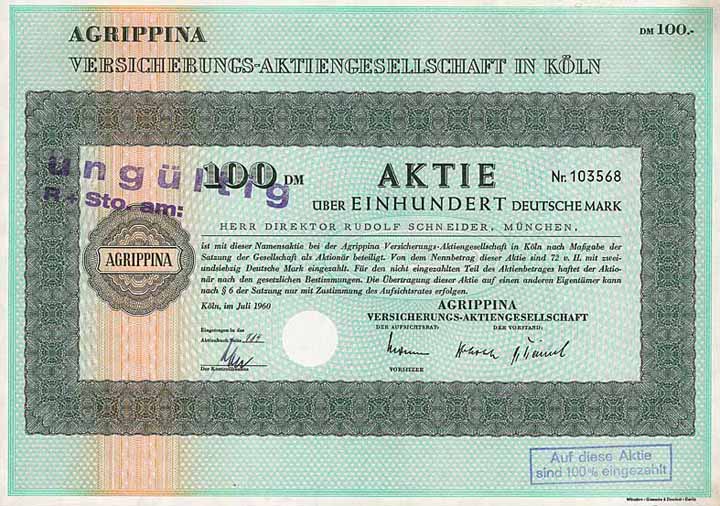 AGRIPPINA
DM 100.-
VERSICHERUNGS-AKTIENGESELLSCHAFT IN KÖLN
ungültig
R + Sto. am:
100 DM
AKTIE
Nr. 103568
ÜBER EINHUNDERT DEUTSCHE MARK
HERR DIREKTOR RUDOLF SCHNEIDER, MÜNCHEN,
ist mit dieser Namensaktie bei der Agrippina Versicherungs-Aktiengesellschaft in Köln nach Maßgabe der
Satzung der Gesellschaft als Aktionär beteiligt. Von dem Nennbetrag dieser Aktie sind 72 v. H. mit zwei-
undsiebzig Deutsche Mark eingezahlt. Für den nicht eingezahlten Teil des Aktienbetrages haftet der Aktio-
när nach den gesetzlichen Bestimmungen. Die Übertragung dieser Aktie auf einen anderen Eigentümer kann
nach § 6 der Satzung nur mit Zustimmung des Aufsichtsrates erfolgen.
AGRIPPINA
Köln, im Juli 1960
AGRIPPINA
VERSICHERUNGS-AKTIENGESELLSCHAFT
DER AUFSICHTSRAT:
DER VORSTAND:
Eingetragen in das
Aktienbuch Seite
Der Kontrollbeamte
VORSITZER
Auf diese Aktie
sind 100% eingezahlt